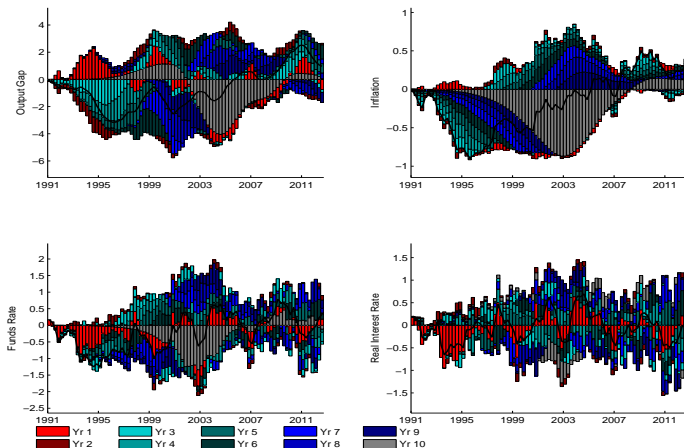 4
2
0
−2
−4
−6
Output Gap
1991 1995 1999 2003 2007 2011
1
0.5
0
−0.5
−1
Inflation
1991 1995 1999 2003 2007 2011
2
1.5
1
0.5
0
−0.5
−1
−1.5
−2
−2.5
Funds Rate
1991 1995 1999 2003 2007 2011
1.5
1
0.5
0
−0.5
−1
−1.5
Real Interest Rate
1991 1995 1999 2003 2007 2011
Yr 1 Yr 3 Yr 5 Yr 7 Yr 9
Yr 2 Yr 4 Yr 6 Yr 8 Yr 10